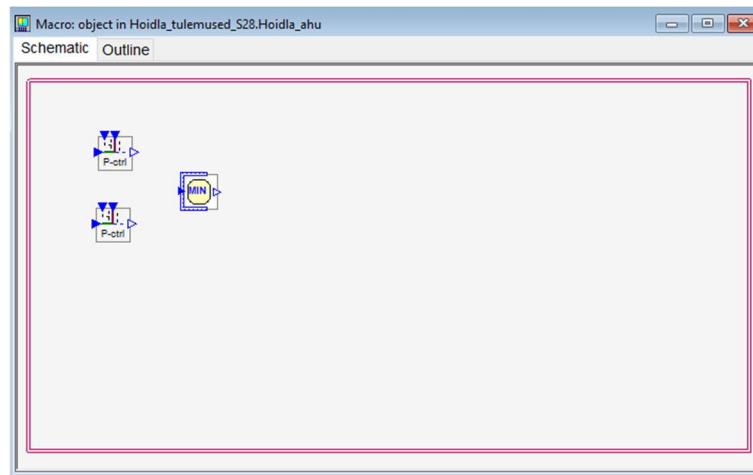 Macro: object in Hoidla_tulemused_S28.Hoidla_ahu
Schematic Outline
P-ctrl
MIN
P-ctrl